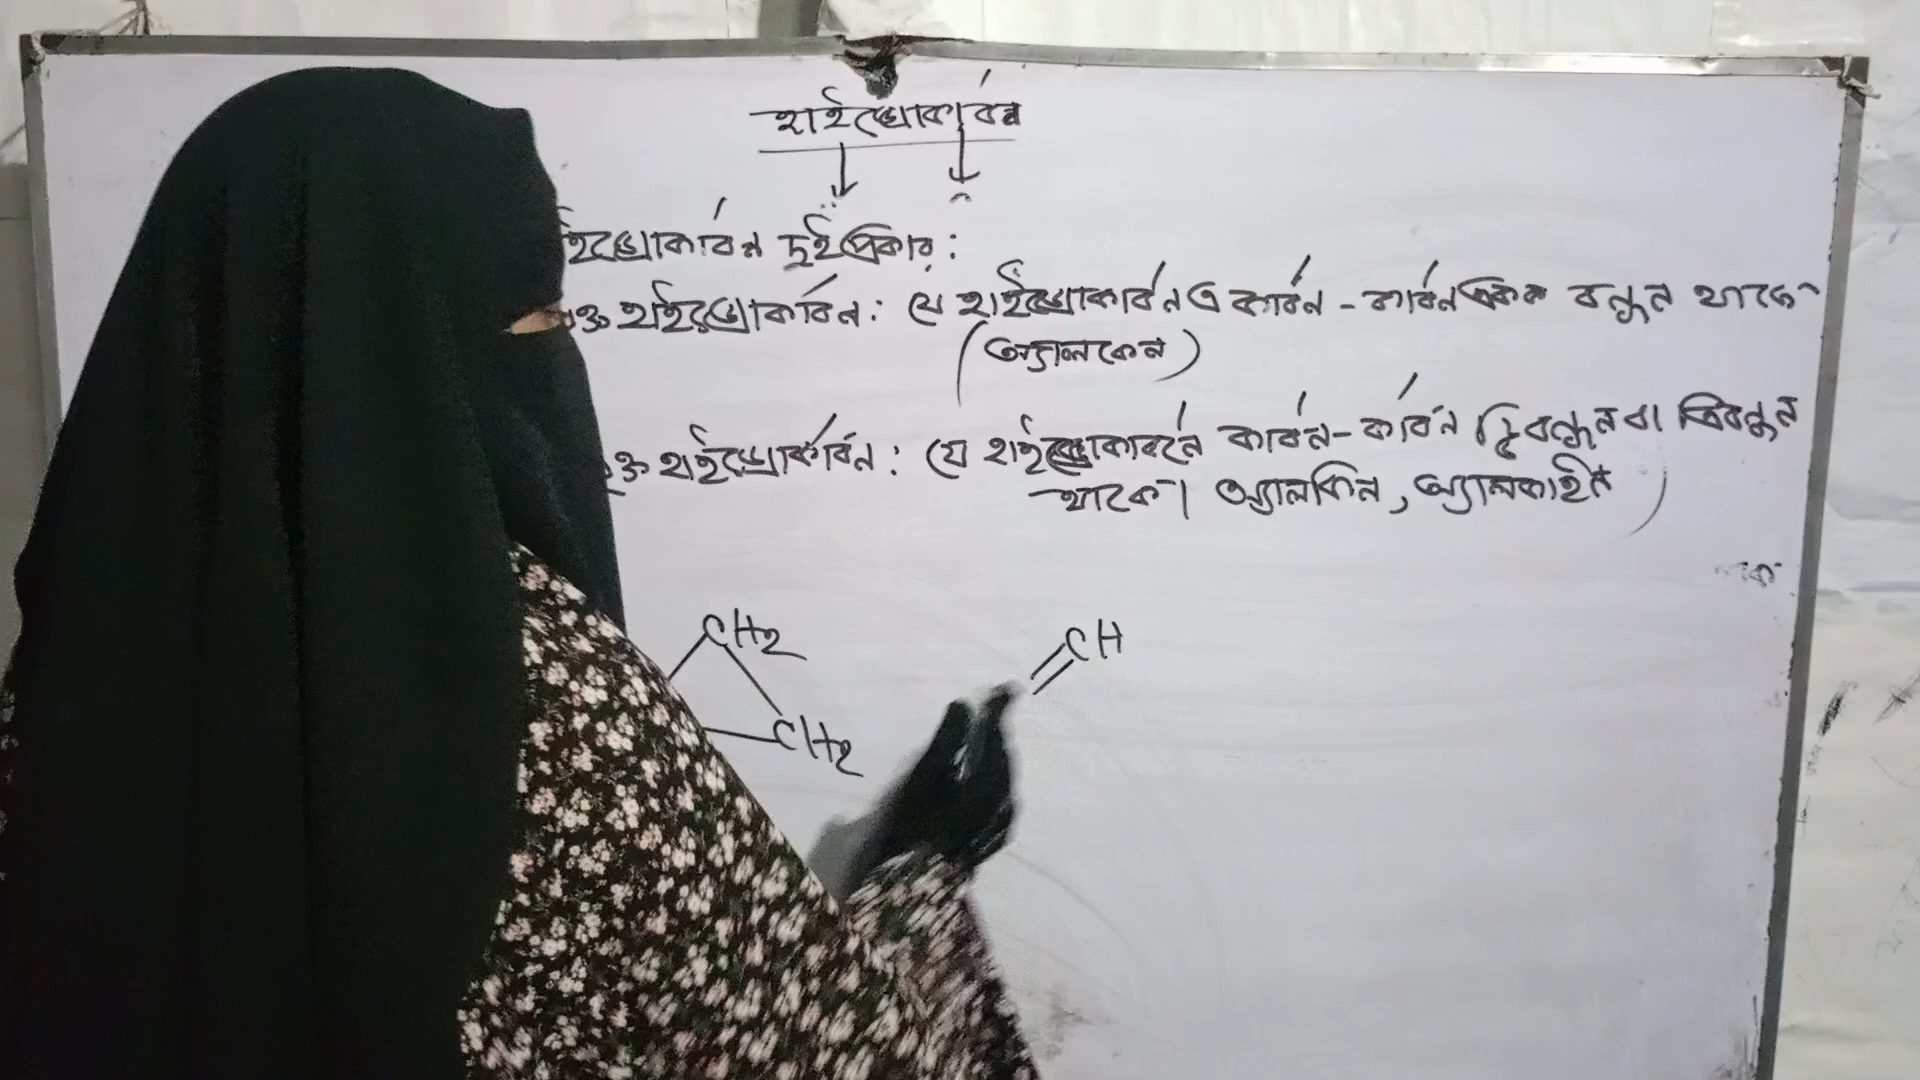 হাইড্রোকার্বন
হাইড্রোকার্বন দুই প্রকার:
হাইড্রোকার্বন: যে হাইড্রোকার্বন এ কার্বন - কার্বন একক বন্ধন থাকে
(অ্যালকেন)
হাইড্রোকার্বন: যে হাইড্রোকার্বনে কার্বন-কার্বন দ্বিবন্ধন বা ত্রিবন্ধন
থাকে। অ্যালকিন, অ্যালকাইন)
CH2
CH
CH2